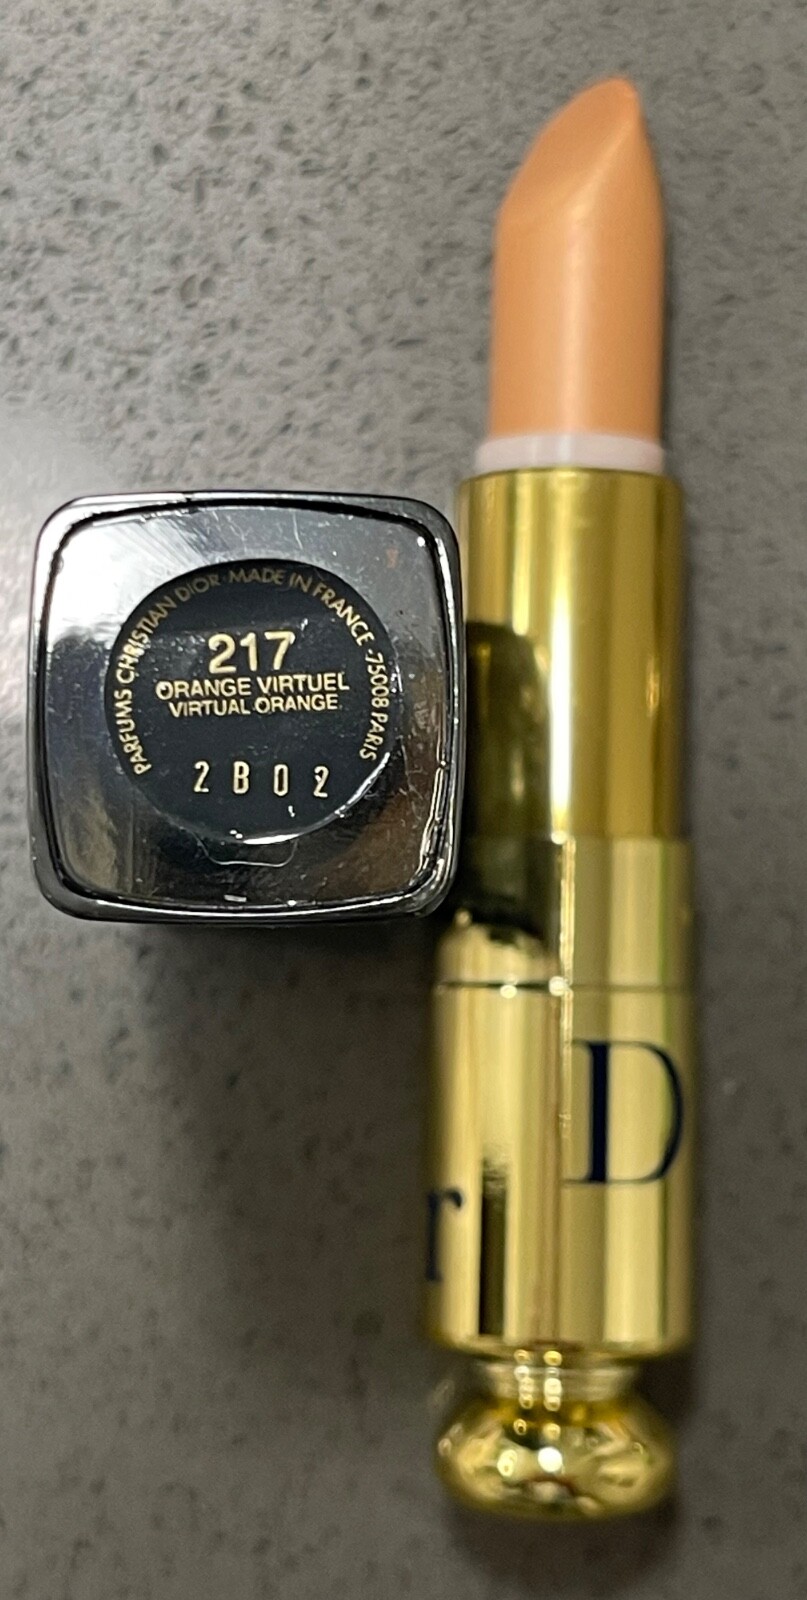 PARFUMS CHRISTIAN DIOR · MADE IN FRANCE - 75008 PARIS
217
ORANGE VIRTUEL
VIRTUAL ORANGE
2B02
D
r